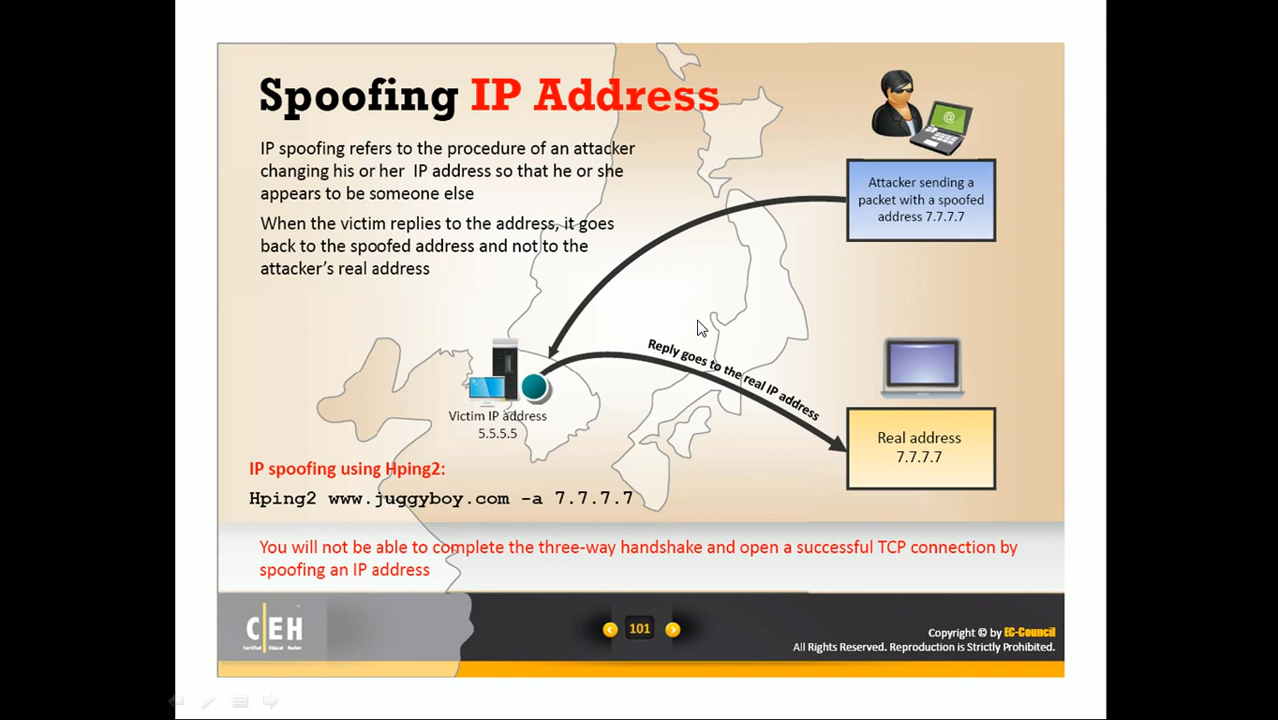 Spoofing IP Address
IP spoofing refers to the procedure of an attacker
changing his or her IP address so that he or she
appears to be someone else
When the victim replies to the address, it goes
back to the spoofed address and not to the
attacker's real address
@
Attacker sending a
packet with a spoofed
address 7.7.7.7
Reply goes to the real IP address
Victim IP address
5.5.5.5
Real address
7.7.7.7
IP spoofing using Hping2:
Hping2 www.juggyboy.com -a 7.7.7.7
You will not be able to complete the three-way handshake and open a successful TCP connection by
spoofing an IP address
C|EH
Certified Ethical Hacker
101
Copyright © by EC-Council
All Rights Reserved. Reproduction is Strictly Prohibited.